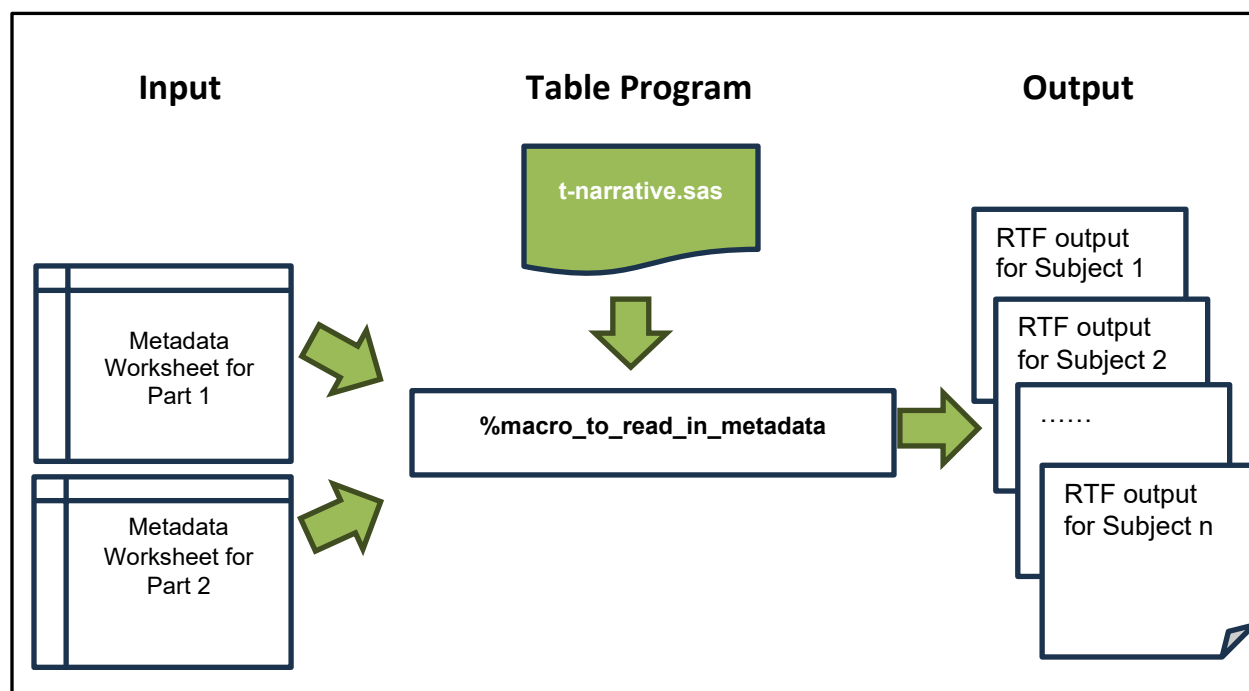 Input
Table Program
Output
t-narrative.sas
Metadata
Worksheet for
Part 1
Metadata
Worksheet for
Part 2
%macro_to_read_in_metadata
RTF output
for Subject 1
RTF output
for Subject 2
……
RTF output
for Subject n